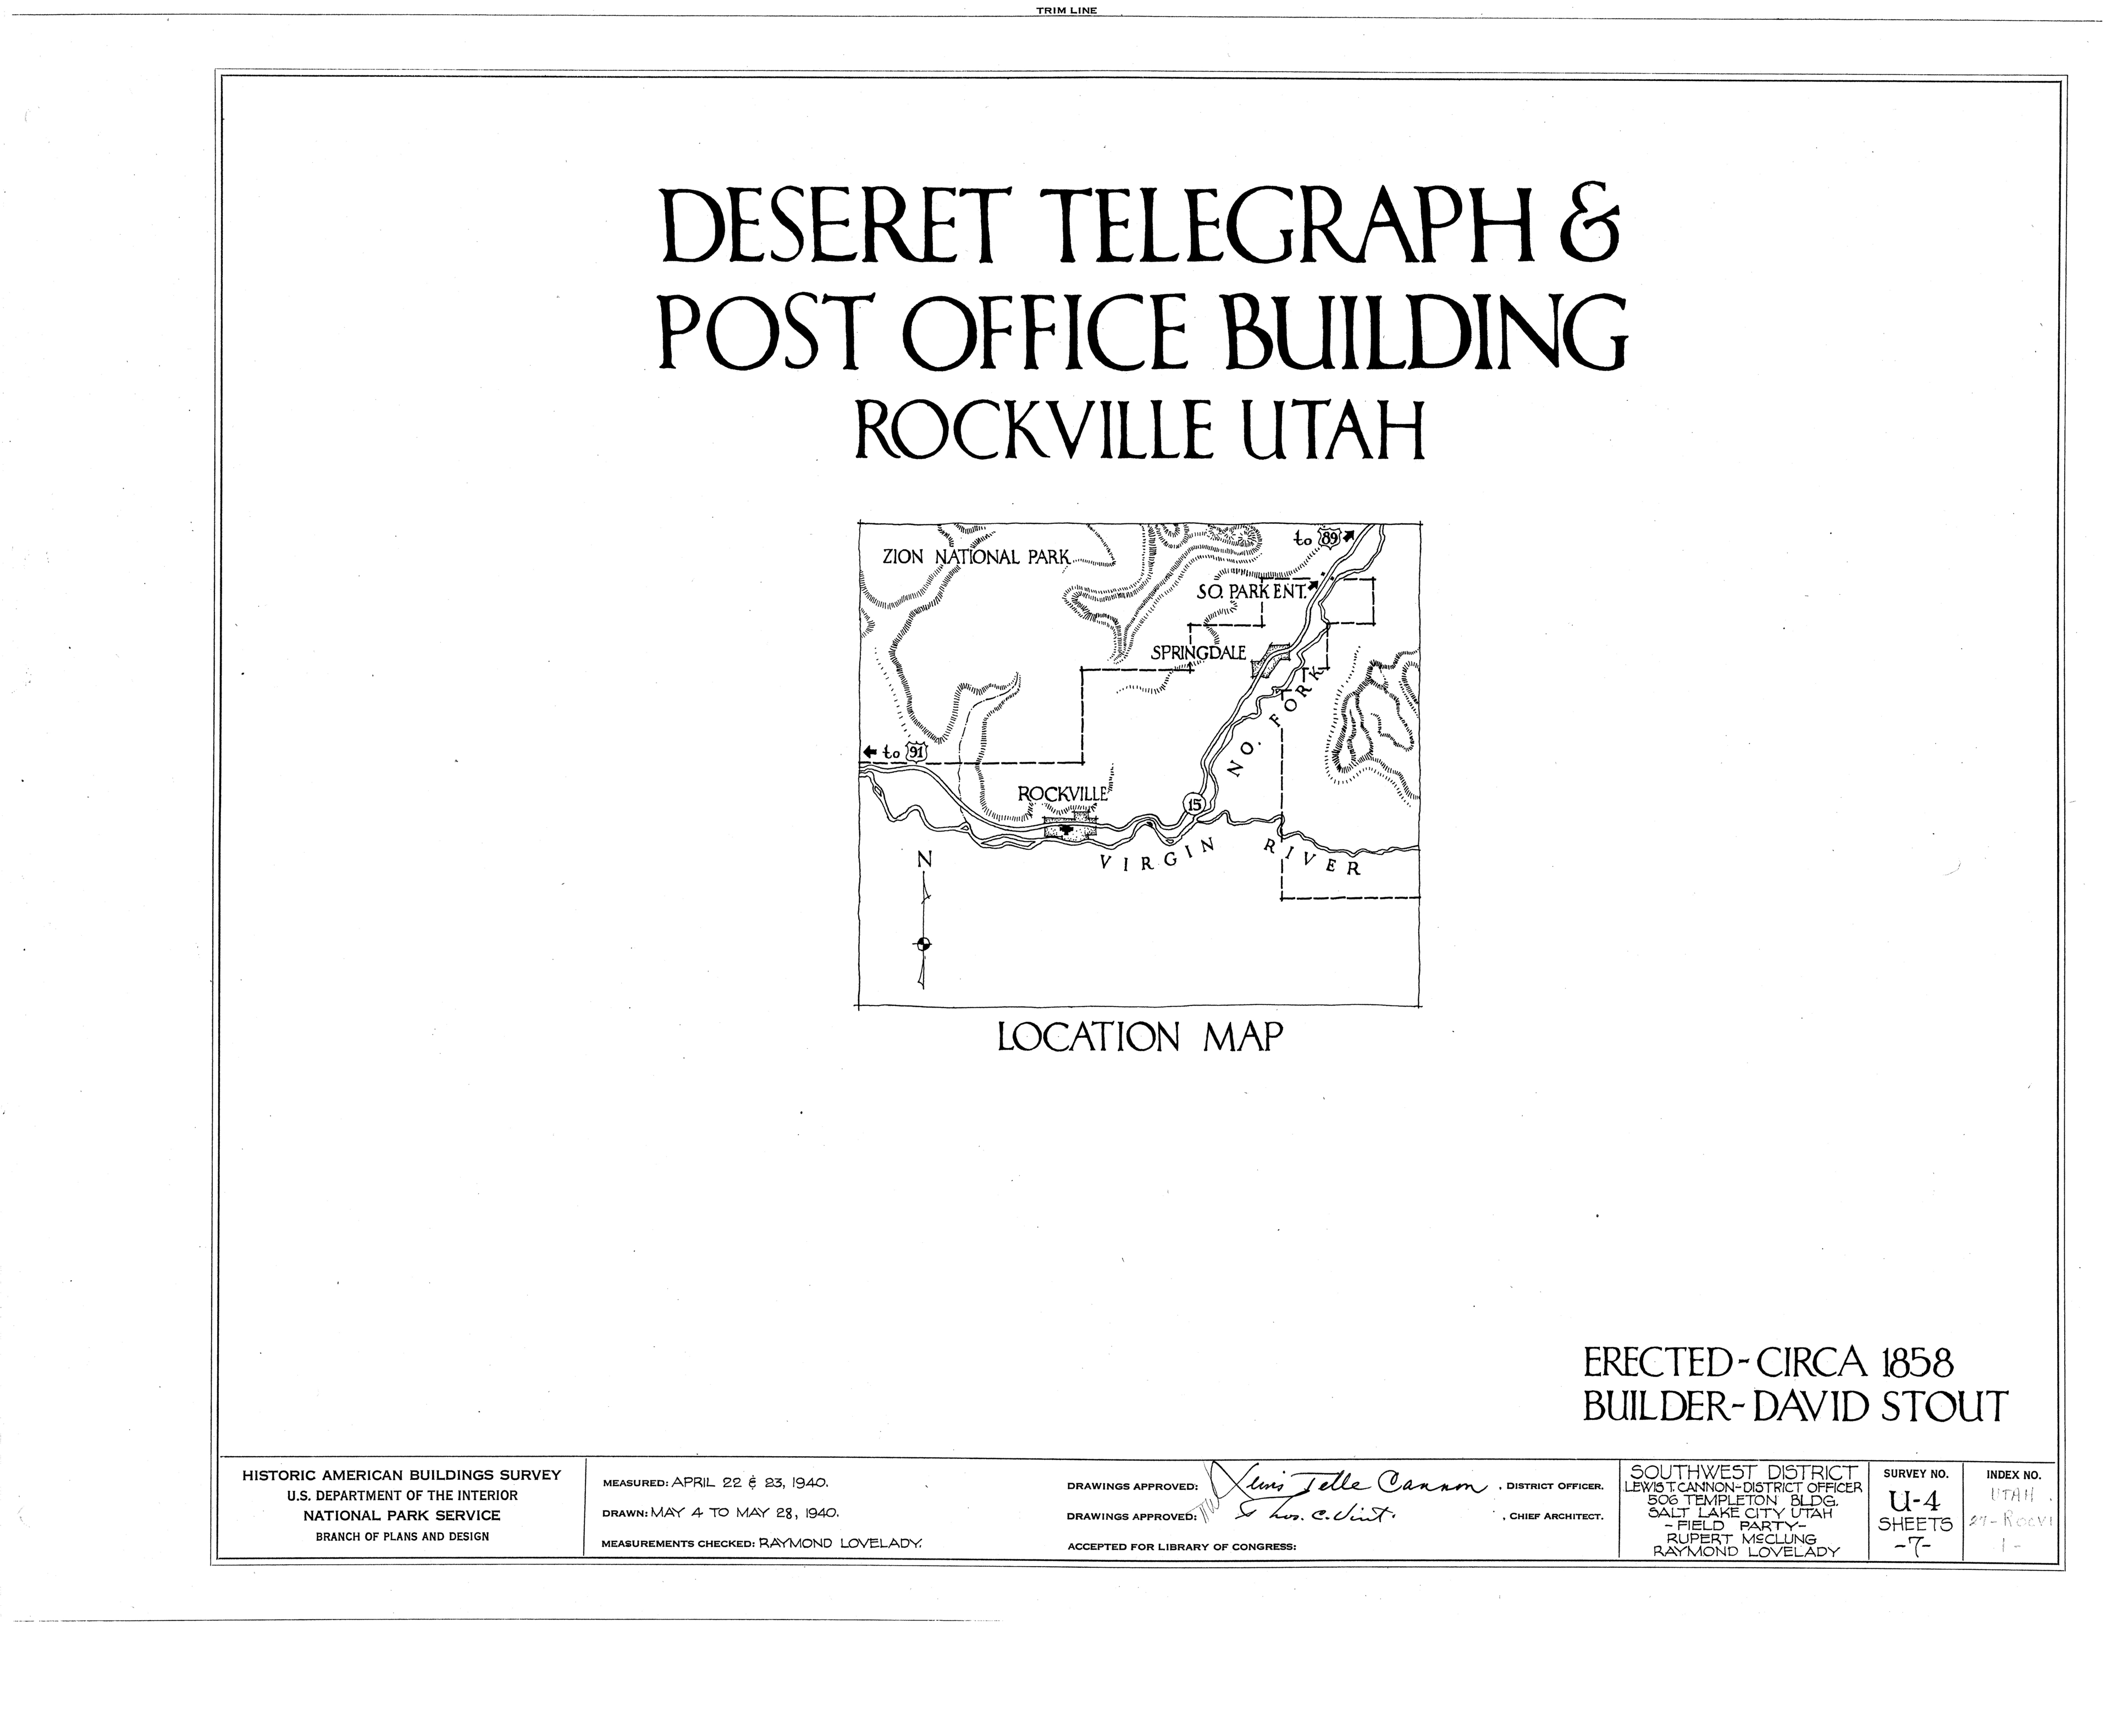 TRIM LINE
DESERET TELEGRAPH &
POST OFFICE BUILDING
ROCKVILLE UTAH
ZION NATIONAL PARK
to 89
SO. PARK ENT.
SPRINGDALE
NO. FORK
to 91
ROCKVILLE
15
VIRGIN RIVER
N
LOCATION MAP
ERECTED-CIRCA 1858
BUILDER-DAVID STOUT
HISTORIC AMERICAN BUILDINGS SURVEY
U.S. DEPARTMENT OF THE INTERIOR
NATIONAL PARK SERVICE
BRANCH OF PLANS AND DESIGN
MEASURED: APRIL 22 & 23, 1940.
DRAWN: MAY 4 TO MAY 28, 1940.
MEASUREMENTS CHECKED: RAYMOND LOVELADY.
DRAWINGS APPROVED: Lewis Telle Cannon, DISTRICT OFFICER.
DRAWINGS APPROVED: Thos. C. Vint, CHIEF ARCHITECT.
ACCEPTED FOR LIBRARY OF CONGRESS:
SOUTHWEST DISTRICT
LEWIS T. CANNON-DISTRICT OFFICER
506 TEMPLETON BLDG.
SALT LAKE CITY UTAH
-FIELD PARTY-
RUPERT McCLUNG
RAYMOND LOVELADY
SURVEY NO.
U-4
SHEETS
-7-
INDEX NO.
UTAH
ROCVI
1-